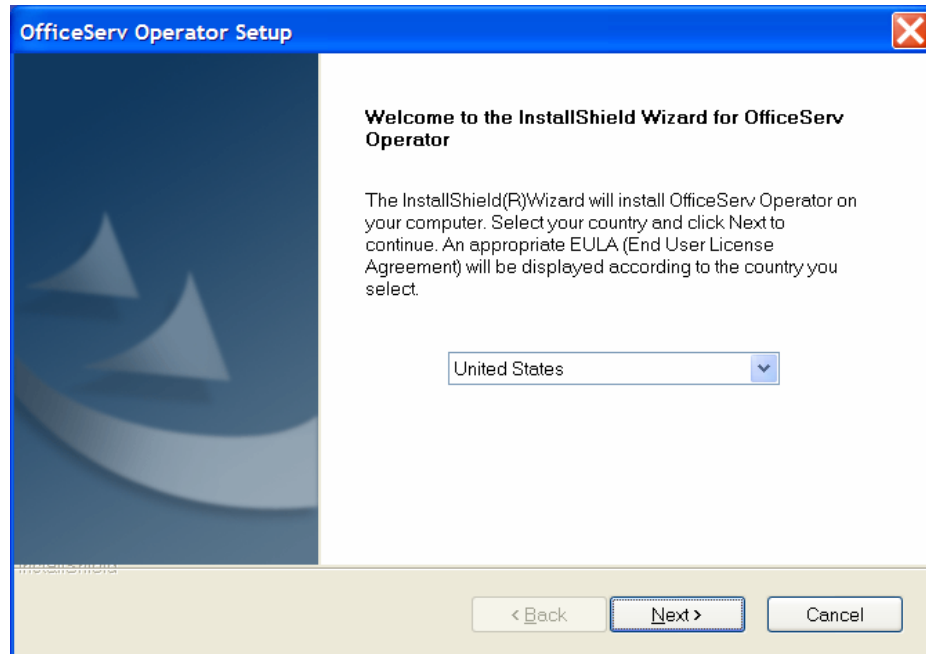 OfficeServ Operator Setup
Welcome to the InstallShield Wizard for OfficeServ
Operator
The InstallShield(R)Wizard will install OfficeServ Operator on
your computer. Select your country and click Next to
continue. An appropriate EULA (End User License
Agreement) will be displayed according to the country you
select.
United States
InstallShield
< Back
Next >
Cancel